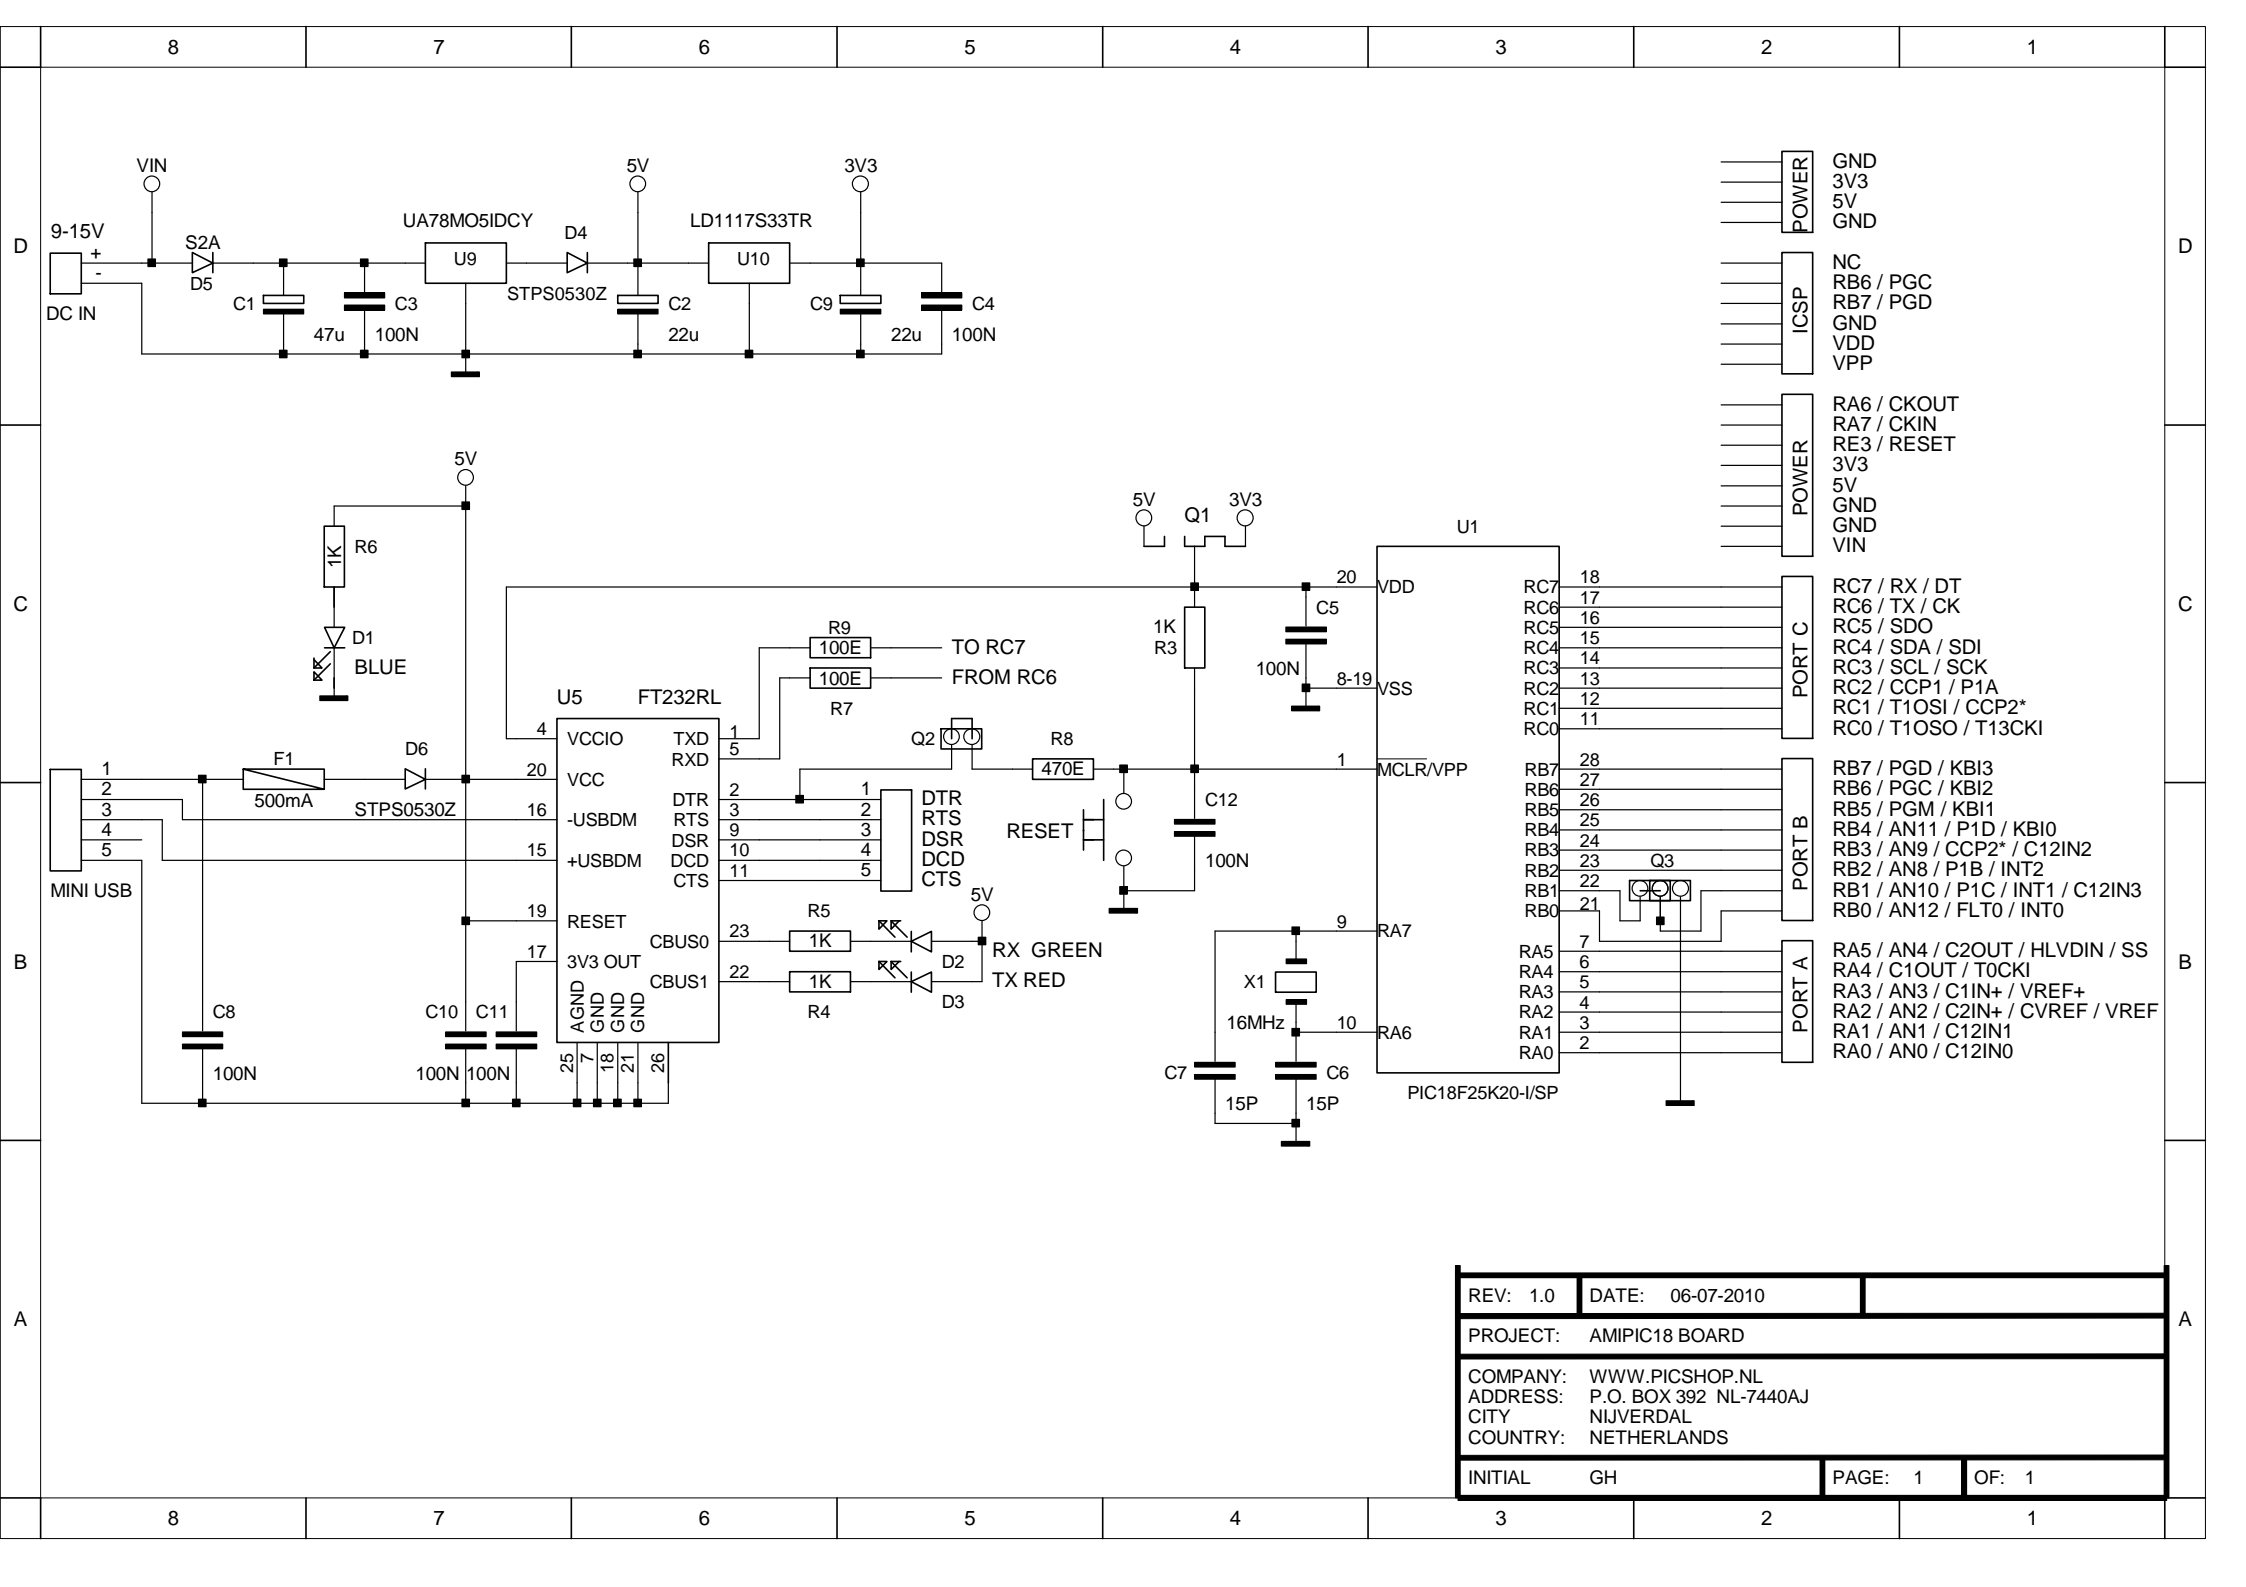 8 7 6 5 4 3 2 1
D
C
B
A
VIN
9-15V
+
-
DC IN
S2A
D5
C1
47u
C3
100N
UA78MO5IDCY
U9
D4
STPS0530Z
5V
C2
22u
LD1117S33TR
U10
3V3
C9
22u
C4
100N
POWER
GND
3V3
5V
GND
ICSP
NC
RB6 / PGC
RB7 / PGD
GND
VDD
VPP
POWER
RA6 / CKOUT
RA7 / CKIN
RE3 / RESET
3V3
5V
GND
GND
VIN
5V
1K
R6
D1
BLUE
MINI USB
1
2
3
4
5
F1
500mA
D6
STPS0530Z
C8
100N
C10
100N
C11
100N
U5 FT232RL
4 VCCIO
20 VCC
16 -USBDM
15 +USBDM
19 RESET
17 3V3 OUT
AGND
GND
GND
GND
25
7
18
21
26
TXD 1
RXD 5
DTR 2
RTS 3
DSR 9
DCD 10
CTS 11
CBUS0 23
CBUS1 22
R9
100E
TO RC7
100E
R7
FROM RC6
Q2
R8
470E
1 DTR
2 RTS
3 DSR
4 DCD
5 CTS
R5
1K
D2
1K
R4
D3
5V
RX GREEN
TX RED
5V
Q1
3V3
1K
R3
C5
100N
RESET
C12
100N
X1
16MHz
C7
15P
C6
15P
U1
20 VDD
8-19 VSS
1 MCLR/VPP
9 RA7
10 RA6
RC7 18
RC6 17
RC5 16
RC4 15
RC3 14
RC2 13
RC1 12
RC0 11
RB7 28
RB6 27
RB5 26
RB4 25
RB3 24
RB2 23
RB1 22
RB0 21
RA5 7
RA4 6
RA3 5
RA2 4
RA1 3
RA0 2
PIC18F25K20-I/SP
Q3
PORT C
RC7 / RX / DT
RC6 / TX / CK
RC5 / SDO
RC4 / SDA / SDI
RC3 / SCL / SCK
RC2 / CCP1 / P1A
RC1 / T1OSI / CCP2*
RC0 / T1OSO / T13CKI
PORT B
RB7 / PGD / KBI3
RB6 / PGC / KBI2
RB5 / PGM / KBI1
RB4 / AN11 / P1D / KBI0
RB3 / AN9 / CCP2* / C12IN2
RB2 / AN8 / P1B / INT2
RB1 / AN10 / P1C / INT1 / C12IN3
RB0 / AN12 / FLT0 / INT0
PORT A
RA5 / AN4 / C2OUT / HLVDIN / SS
RA4 / C1OUT / T0CKI
RA3 / AN3 / C1IN+ / VREF+
RA2 / AN2 / C2IN+ / CVREF / VREF
RA1 / AN1 / C12IN1
RA0 / AN0 / C12IN0
D
C
B
A
REV: 1.0 DATE: 06-07-2010
PROJECT: AMIPIC18 BOARD
COMPANY: WWW.PICSHOP.NL
ADDRESS: P.O. BOX 392 NL-7440AJ
CITY NIJVERDAL
COUNTRY: NETHERLANDS
INITIAL GH PAGE: 1 OF: 1
8 7 6 5 4 3 2 1